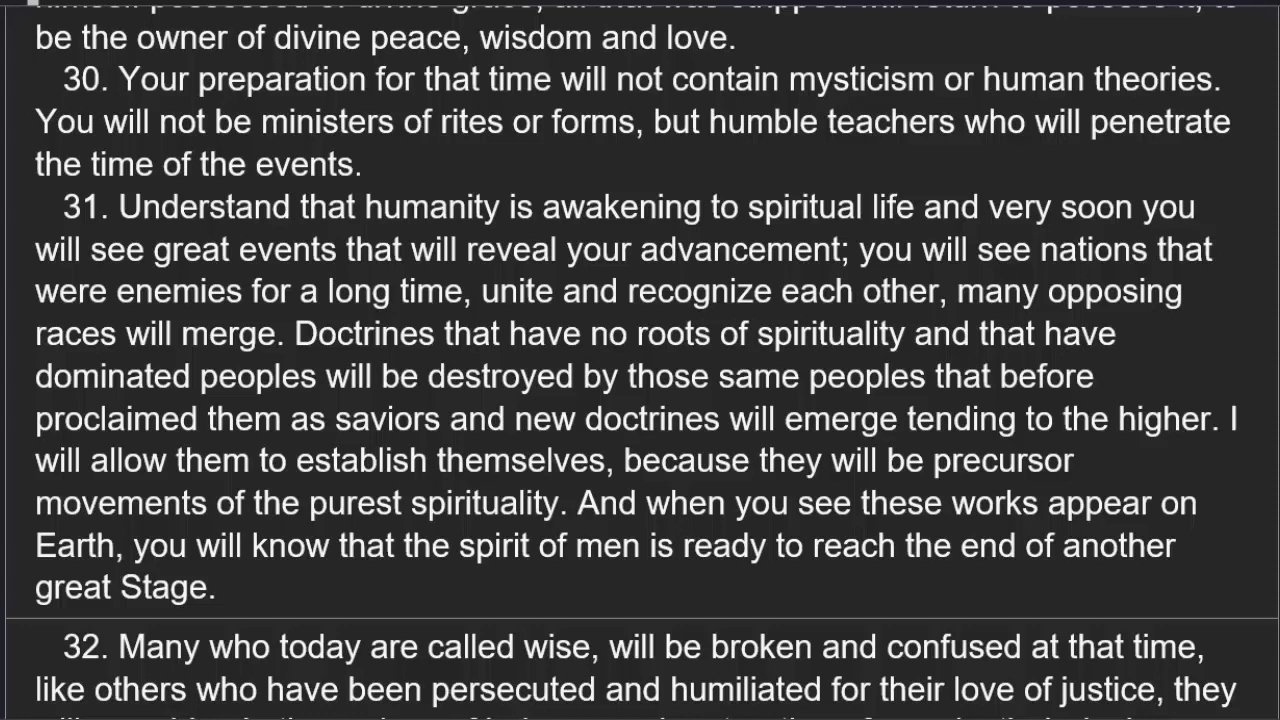 be the owner of divine peace, wisdom and love.
30. Your preparation for that time will not contain mysticism or human theories.
You will not be ministers of rites or forms, but humble teachers who will penetrate
the time of the events.
31. Understand that humanity is awakening to spiritual life and very soon you
will see great events that will reveal your advancement; you will see nations that
were enemies for a long time, unite and recognize each other, many opposing
races will merge. Doctrines that have no roots of spirituality and that have
dominated peoples will be destroyed by those same peoples that before
proclaimed them as saviors and new doctrines will emerge tending to the higher. I
will allow them to establish themselves, because they will be precursor
movements of the purest spirituality. And when you see these works appear on
Earth, you will know that the spirit of men is ready to reach the end of another
great Stage.
32. Many who today are called wise, will be broken and confused at that time,
like others who have been persecuted and humiliated for their love of justice, they